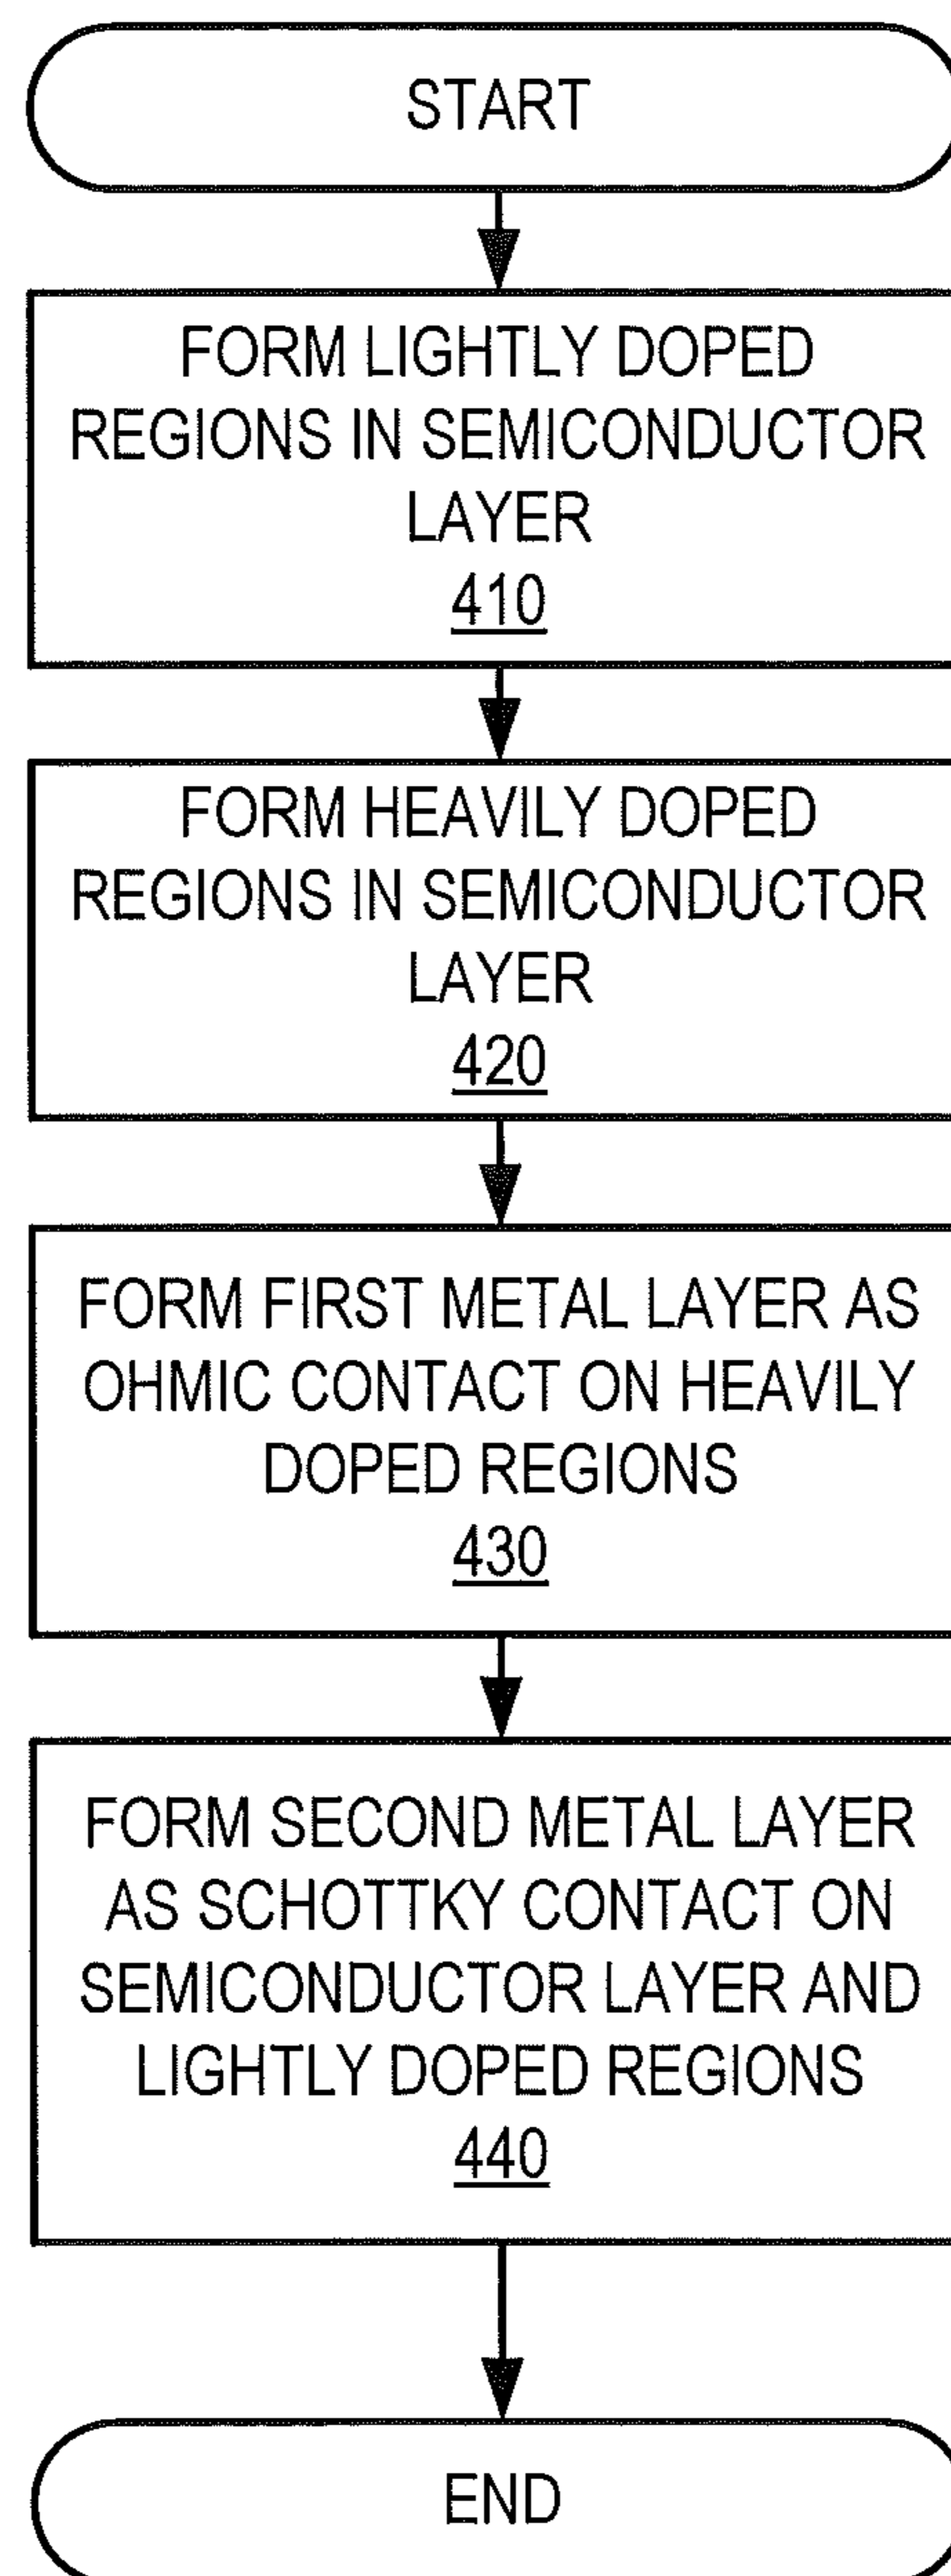 START
FORM LIGHTLY DOPED
REGIONS IN SEMICONDUCTOR
LAYER
410
FORM HEAVILY DOPED
REGIONS IN SEMICONDUCTOR
LAYER
420
FORM FIRST METAL LAYER AS
OHMIC CONTACT ON HEAVILY
DOPED REGIONS
430
FORM SECOND METAL LAYER
AS SCHOTTKY CONTACT ON
SEMICONDUCTOR LAYER AND
LIGHTLY DOPED REGIONS
440
END